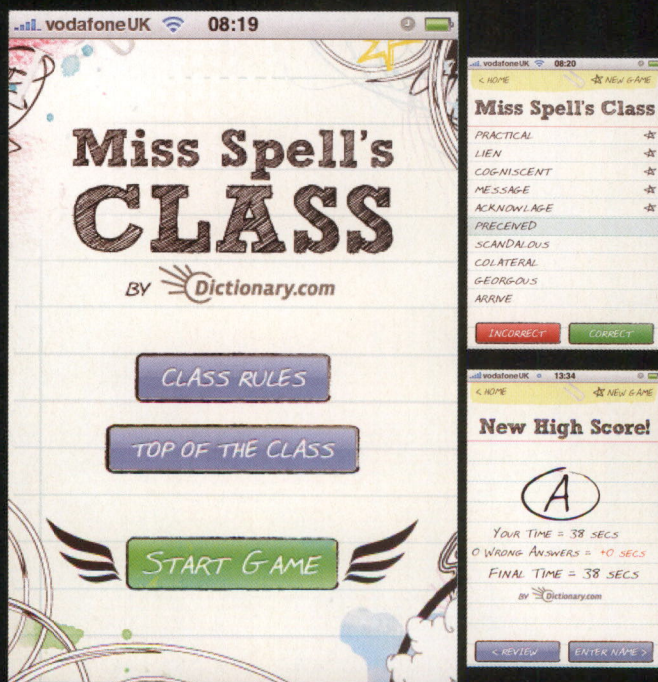 vodafone UK 08:19
Miss Spell's
CLASS
BY Dictionary.com
CLASS RULES
TOP OF THE CLASS
START GAME
vodafone UK 08:20
< HOME NEW GAME
Miss Spell's Class
PRACTICAL
LIEN
COGNISCENT
MESSAGE
ACKNOWLAGE
PRECEIVED
SCANDALOUS
COLATERAL
GEORGOUS
ARRIVE
INCORRECT CORRECT
vodafone UK 13:34
< HOME NEW GAME
New High Score!
A
YOUR TIME = 38 SECS
0 WRONG ANSWERS = +0 SECS
FINAL TIME = 38 SECS
BY Dictionary.com
< REVIEW ENTER NAME >